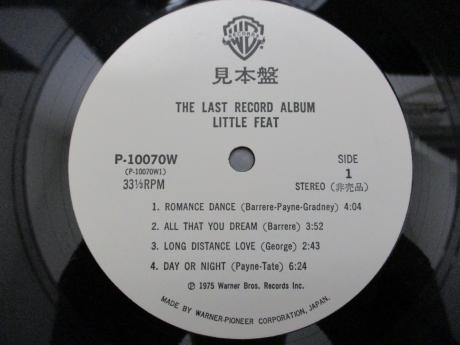 WB
RECORDS
見本盤
THE LAST RECORD ALBUM
LITTLE FEAT
P-10070W
(P-10070W1)
33⅓RPM
SIDE
1
STEREO (非売品)
1. ROMANCE DANCE (Barrere-Payne-Gradney) 4:04
2. ALL THAT YOU DREAM (Barrere) 3:52
3. LONG DISTANCE LOVE (George) 2:43
4. DAY OR NIGHT (Payne-Tate) 6:24
℗ 1975 Warner Bros. Records Inc.
MADE BY WARNER-PIONEER CORPORATION, JAPAN.